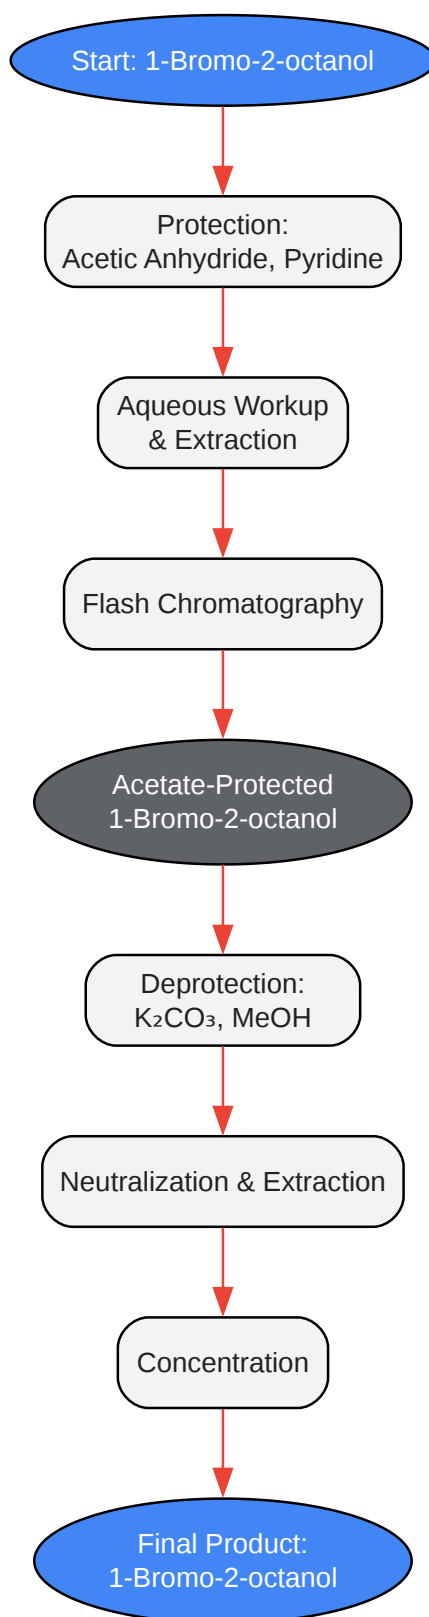 Start: 1-Bromo-2-octanol
Protection:
Acetic Anhydride, Pyridine
Aqueous Workup
& Extraction
Flash Chromatography
Acetate-Protected
1-Bromo-2-octanol
Deprotection:
K₂CO₃, MeOH
Neutralization & Extraction
Concentration
Final Product:
1-Bromo-2-octanol